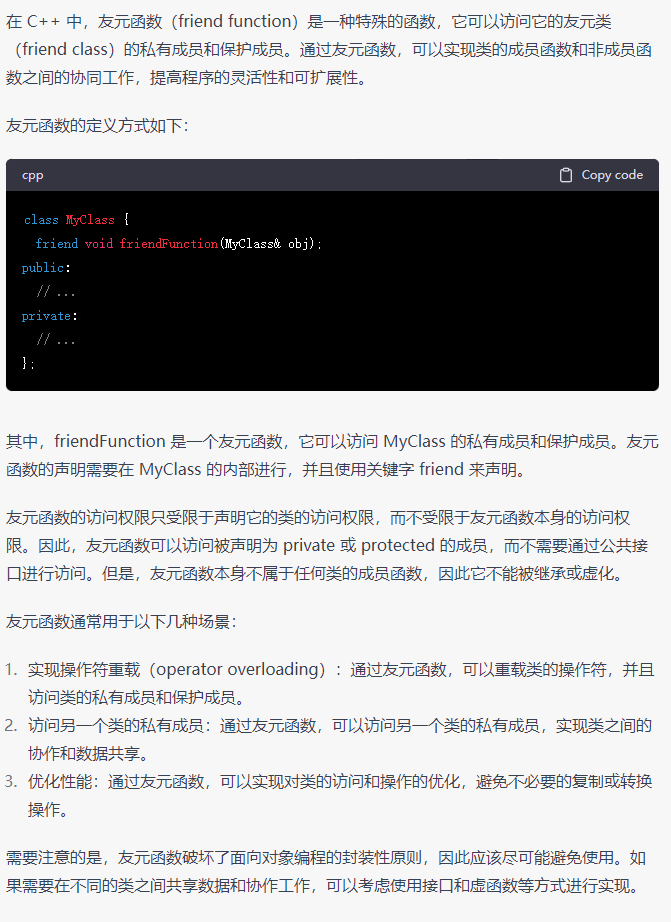 在 C++ 中，友元函数（friend function）是一种特殊的函数，它可以访问它的友元类
（friend class）的私有成员和保护成员。通过友元函数，可以实现类的成员函数和非成员函
数之间的协同工作，提高程序的灵活性和可扩展性。
友元函数的定义方式如下：
cpp Copy code
class MyClass {
friend void friendFunction(MyClass& obj);
public:
// ...
private:
// ...
};
其中，friendFunction 是一个友元函数，它可以访问 MyClass 的私有成员和保护成员。友元
函数的声明需要在 MyClass 的内部进行，并且使用关键字 friend 来声明。
友元函数的访问权限只受限于声明它的类的访问权限，而不受限于友元函数本身的访问权
限。因此，友元函数可以访问被声明为 private 或 protected 的成员，而不需要通过公共接
口进行访问。但是，友元函数本身不属于任何类的成员函数，因此它不能被继承或虚化。
友元函数通常用于以下几种场景：
1. 实现操作符重载（operator overloading）：通过友元函数，可以重载类的操作符，并且
访问类的私有成员和保护成员。
2. 访问另一个类的私有成员：通过友元函数，可以访问另一个类的私有成员，实现类之间的
协作和数据共享。
3. 优化性能：通过友元函数，可以实现对类的访问和操作的优化，避免不必要的复制或转换
操作。
需要注意的是，友元函数破坏了面向对象编程的封装性原则，因此应该尽可能避免使用。如
果需要在不同的类之间共享数据和协作工作，可以考虑使用接口和虚函数等方式进行实现。